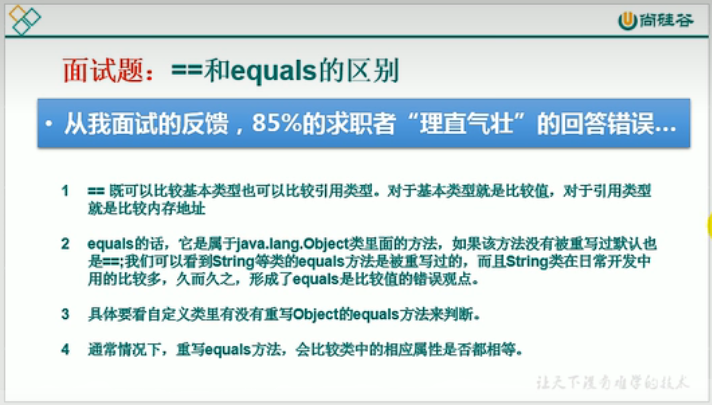 尚硅谷
面试题：==和equals的区别
• 从我面试的反馈，85%的求职者“理直气壮”的回答错误...
1 == 既可以比较基本类型也可以比较引用类型。对于基本类型就是比较值，对于引用类型
就是比较内存地址
2 equals的话，它是属于java.lang.Object类里面的方法，如果该方法没有被重写过默认也
是==;我们可以看到String等类的equals方法是被重写过的，而且String类在日常开发中
用的比较多，久而久之，形成了equals是比较值的错误观点。
3 具体要看自定义类里有没有重写Object的equals方法来判断。
4 通常情况下，重写equals方法，会比较类中的相应属性是否都相等。
让天下没有难学的技术